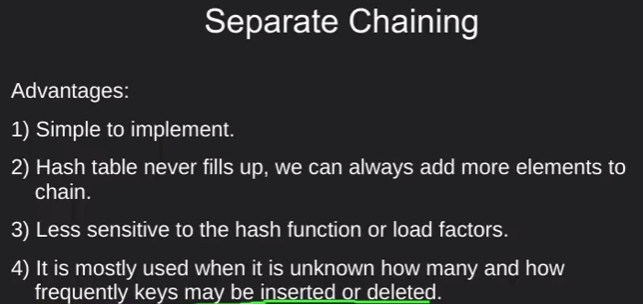 Separate Chaining
Advantages:
1) Simple to implement.
2) Hash table never fills up, we can always add more elements to
chain.
3) Less sensitive to the hash function or load factors.
4) It is mostly used when it is unknown how many and how
frequently keys may be inserted or deleted.